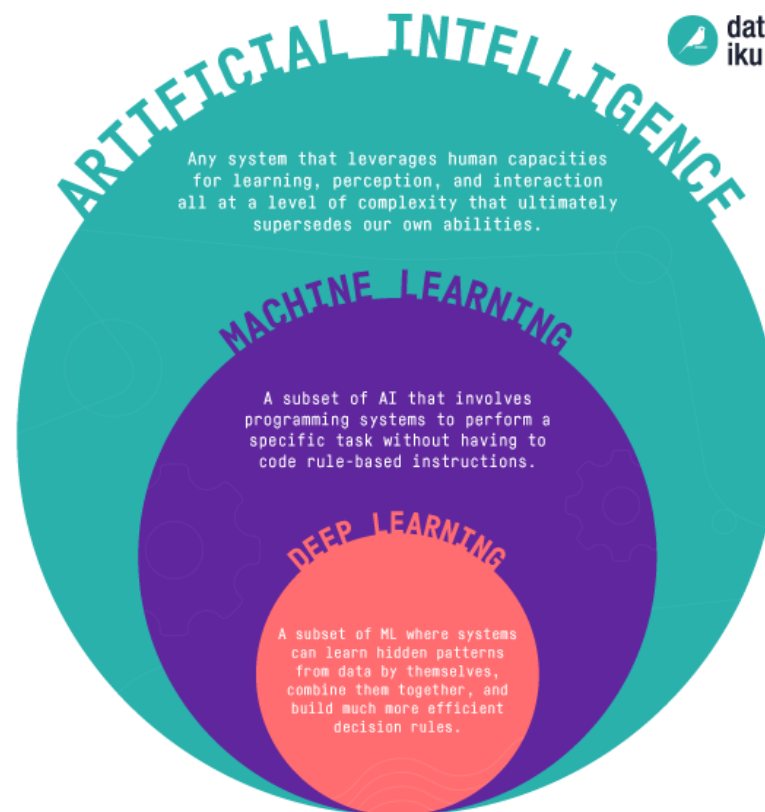 dat
iku
ARTIFICIAL INTELLIGENCE
Any system that leverages human capacities
for learning, perception, and interaction
all at a level of complexity that ultimately
supersedes our own abilities.
MACHINE LEARNING
A subset of AI that involves
programming systems to perform a
specific task without having to
code rule-based instructions.
DEEP LEARNING
A subset of ML where systems
can learn hidden patterns
from data by themselves,
combine them together, and
build much more efficient
decision rules.